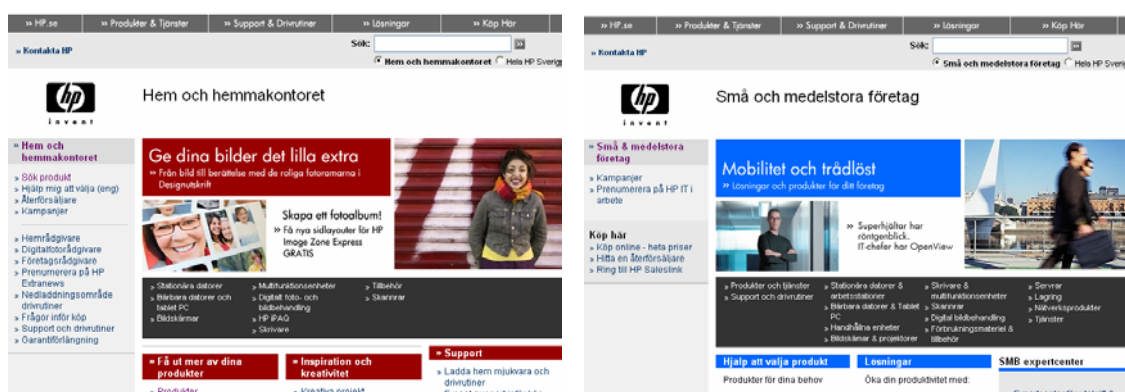 » HP.se » Produkter & Tjänster » Support & Drivrutiner » Lösningar » Köp Här
» Kontakta HP
Sök:
Hem och hemmakontoret Hela HP Sverige
hp
invent
Hem och hemmakontoret
» Hem och
hemmakontoret
» Sök produkt
» Hjälp mig att välja (eng)
» Återförsäljare
» Kampanjer
» Hemrådgivare
» Digitalfotorådgivare
» Företagsrådgivare
» Prenumerera på HP
Extranews
» Nedladdningsområde
drivrutiner
» Frågor inför köp
» Support och drivrutiner
» Garantiförlängning
Ge dina bilder det lilla extra
» Från bild till berättelse med de roliga fotoramarna i
Designutskrift
Skapa ett fotoalbum!
» Få nya sidlayouter för HP
Image Zone Express
GRATIS
» Stationära datorer
» Bärbara datorer och
tablet PC
» Bildskärmar
» Multifunktionsenheter
» Digitalt foto- och
bildbehandling
» HP iPAQ
» Skrivare
» Tillbehör
» Skannrar
» Få ut mer av dina
produkter
» Produkter
» Inspiration och
kreativitet
» Kreativa projekt
» Support
» Ladda hem mjukvara och
drivrutiner
» HP.se » Produkter & Tjänster » Support & Drivrutiner » Lösningar » Köp Här
» Kontakta HP
Sök:
Små och medelstora företag Hela HP Sverige
hp
invent
Små och medelstora företag
» Små & medelstora
företag
» Kampanjer
» Prenumerera på HP IT i
arbete
Köp här
» Köp online - heta priser
» Hitta en återförsäljare
» Ring till HP Saleslink
Mobilitet och trådlöst
» Lösningar och produkter för ditt företag
» Superhjältar har
röntgenblick.
IT-chefer har OpenView
» Produkter och tjänster
» Support och drivrutiner
» Stationära datorer &
arbetsstationer
» Bärbara datorer & Tablet
PC
» Handhållna enheter
» Bildskärmar & projektorer
» Skrivare &
multifunktionsenheter
» Skannrar
» Digital bildbehandling
» Förbrukningsmateriel &
tillbehör
» Servrar
» Lagring
» Nätverksprodukter
» Tjänster
Hjälp att välja produkt
Produkter för dina behov
Lösningar
Öka din produktivitet med:
SMB expertcenter